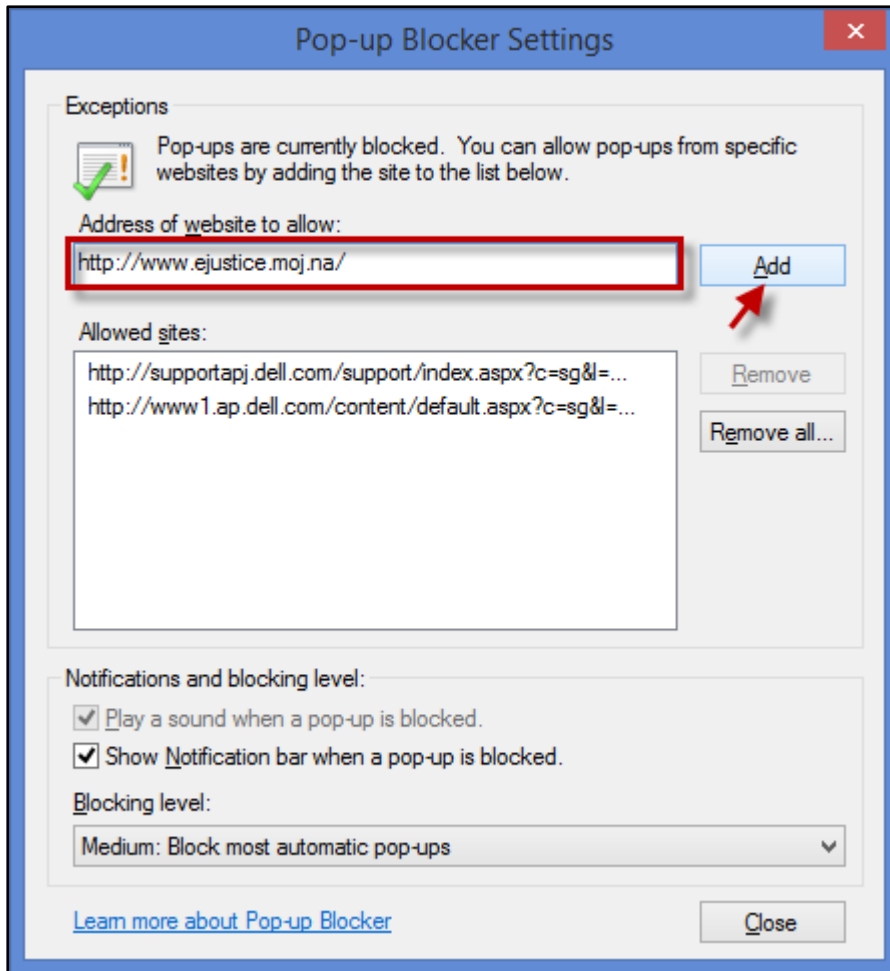 Pop-up Blocker Settings
Exceptions
Pop-ups are currently blocked. You can allow pop-ups from specific
websites by adding the site to the list below.
Address of website to allow:
http://www.ejustice.moj.na/
Add
Allowed sites:
http://supportapj.dell.com/support/index.aspx?c=sg&l=...
http://www1.ap.dell.com/content/default.aspx?c=sg&l=...
Remove
Remove all...
Notifications and blocking level:
Play a sound when a pop-up is blocked.
Show Notification bar when a pop-up is blocked.
Blocking level:
Medium: Block most automatic pop-ups
Learn more about Pop-up Blocker
Close